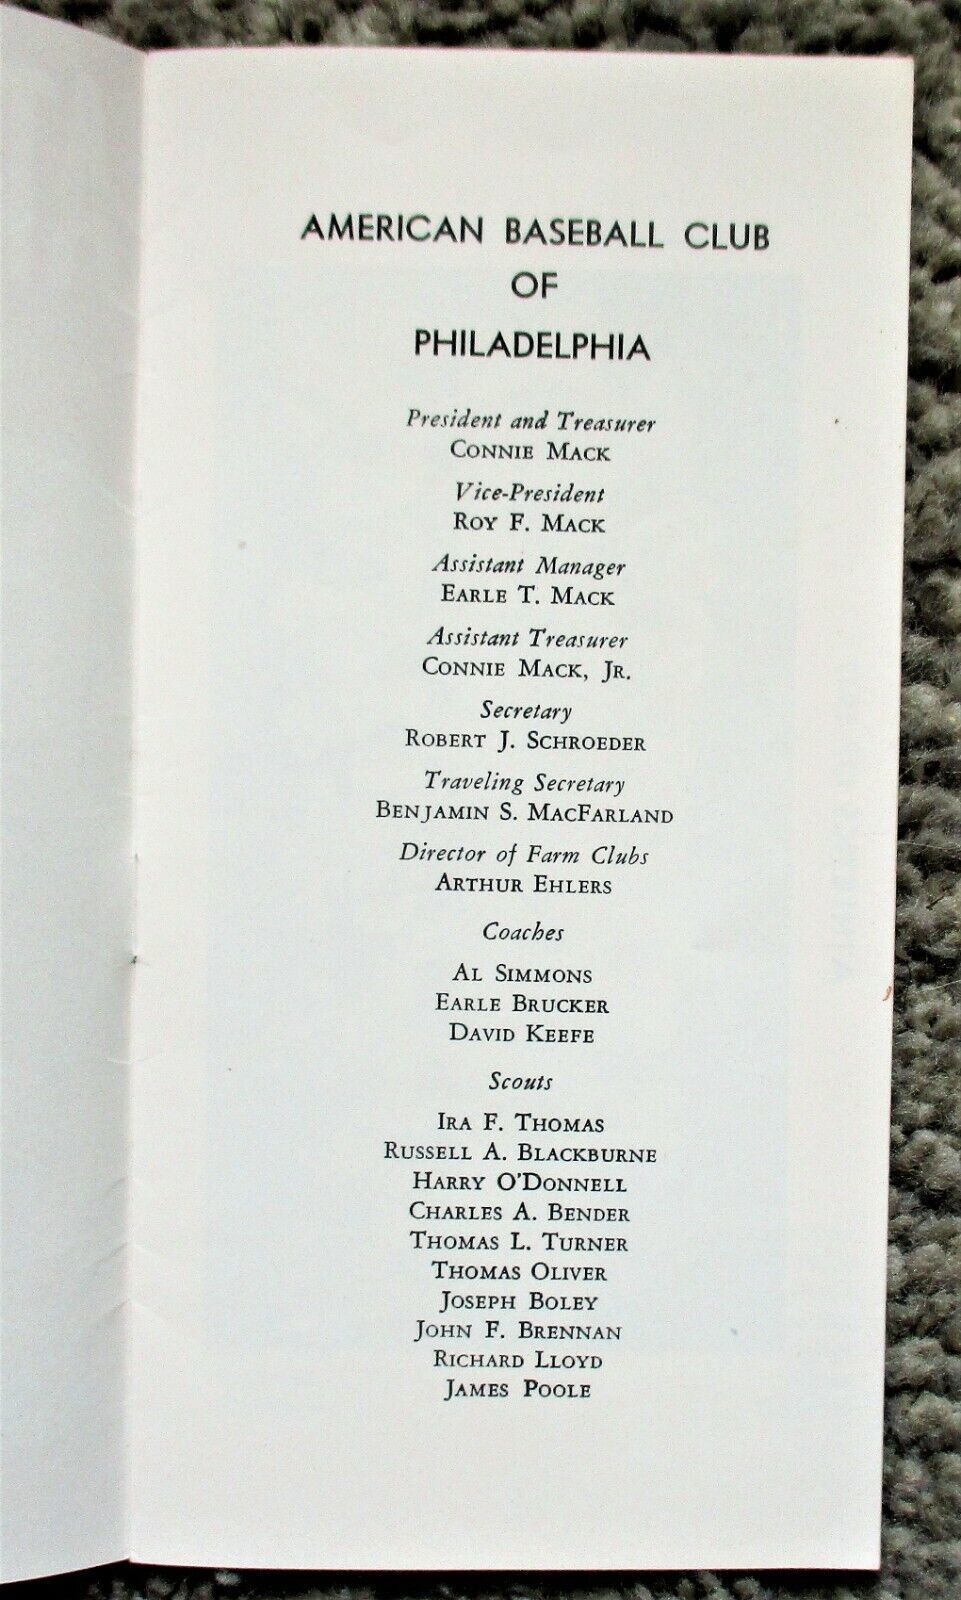 AMERICAN BASEBALL CLUB
OF
PHILADELPHIA
President and Treasurer
CONNIE MACK
Vice-President
ROY F. MACK
Assistant Manager
EARLE T. MACK
Assistant Treasurer
CONNIE MACK, JR.
Secretary
ROBERT J. SCHROEDER
Traveling Secretary
BENJAMIN S. MACFARLAND
Director of Farm Clubs
ARTHUR EHLERS
Coaches
AL SIMMONS
EARLE BRUCKER
DAVID KEEFE
Scouts
IRA F. THOMAS
RUSSELL A. BLACKBURNE
HARRY O'DONNELL
CHARLES A. BENDER
THOMAS L. TURNER
THOMAS OLIVER
JOSEPH BOLEY
JOHN F. BRENNAN
RICHARD LLOYD
JAMES POOLE